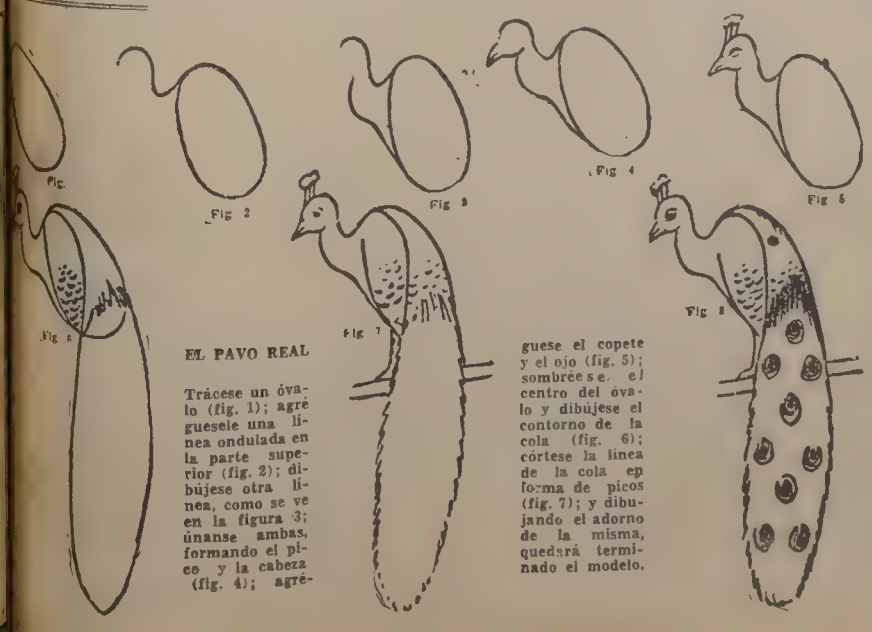 Fig.
Fig 2
Fig 3
Fig 4
Fig 5
Fig 6
Fig 7
Fig 8
EL PAVO REAL
Trácese un óva-
lo (fig. 1); agré
guesele una lí-
nea ondulada en
la parte supe-
rior (fig. 2); di-
bújese otra lí-
nea, como se ve
en la figura 3;
únanse ambas,
formando el pi-
co y la cabeza
(fig. 4); agré-
guese el copete
y el ojo (fig. 5);
sombréese el
centro del óva-
lo y dibújese el
contorno de la
cola (fig. 6);
córtese la línea
de la cola en
forma de picos
(fig. 7); y dibu-
jando el adorno
de la misma,
quedará termi-
nado el modelo.